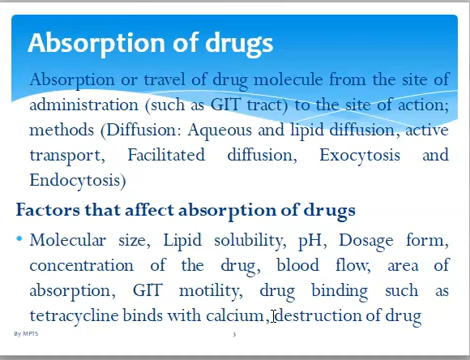 Absorption of drugs
Absorption or travel of drug molecule from the site of
administration (such as GIT tract) to the site of action;
methods (Diffusion: Aqueous and lipid diffusion, active
transport, Facilitated diffusion, Exocytosis and
Endocytosis)
Factors that affect absorption of drugs
• Molecular size, Lipid solubility, pH, Dosage form,
concentration of the drug, blood flow, area of
absorption, GIT motility, drug binding such as
tetracycline binds with calcium, destruction of drug
By MPTS 3